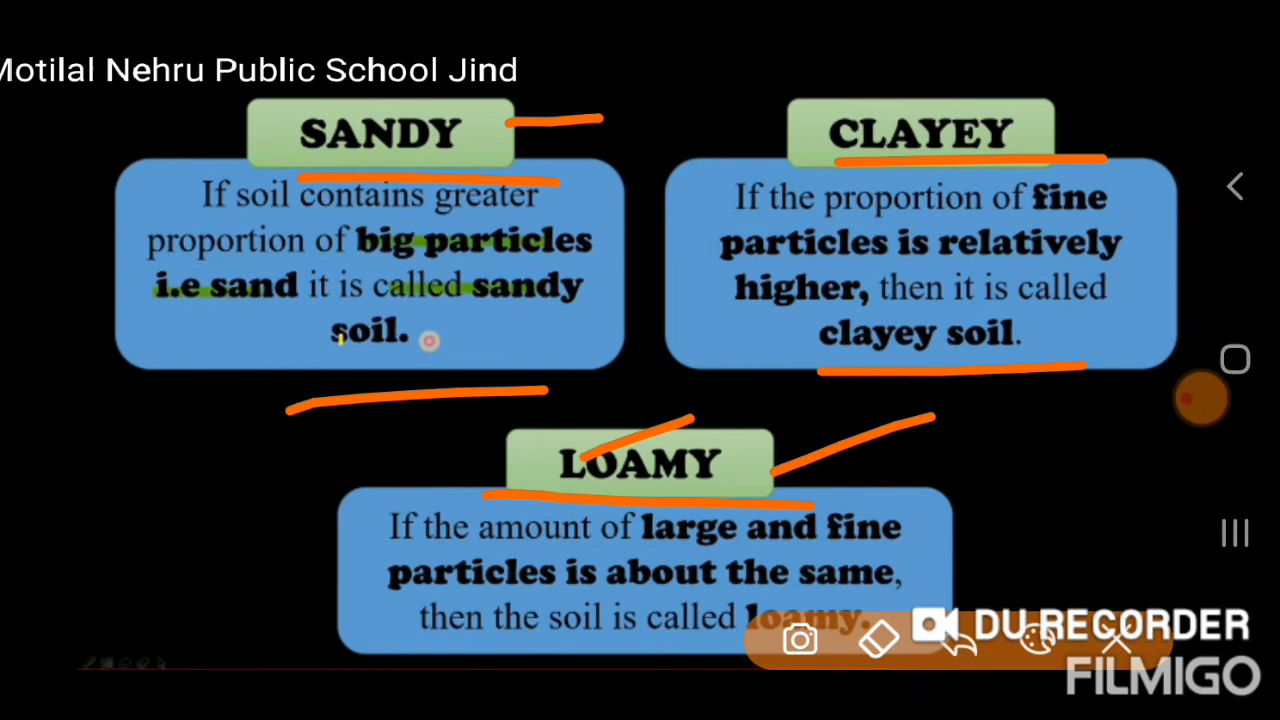 Motilal Nehru Public School Jind
SANDY
If soil contains greater
proportion of big particles
i.e sand it is called sandy
soil.
CLAYEY
If the proportion of fine
particles is relatively
higher, then it is called
clayey soil.
LOAMY
If the amount of large and fine
particles is about the same,
then the soil is called loamy.
DU RECORDER
FILMIGO